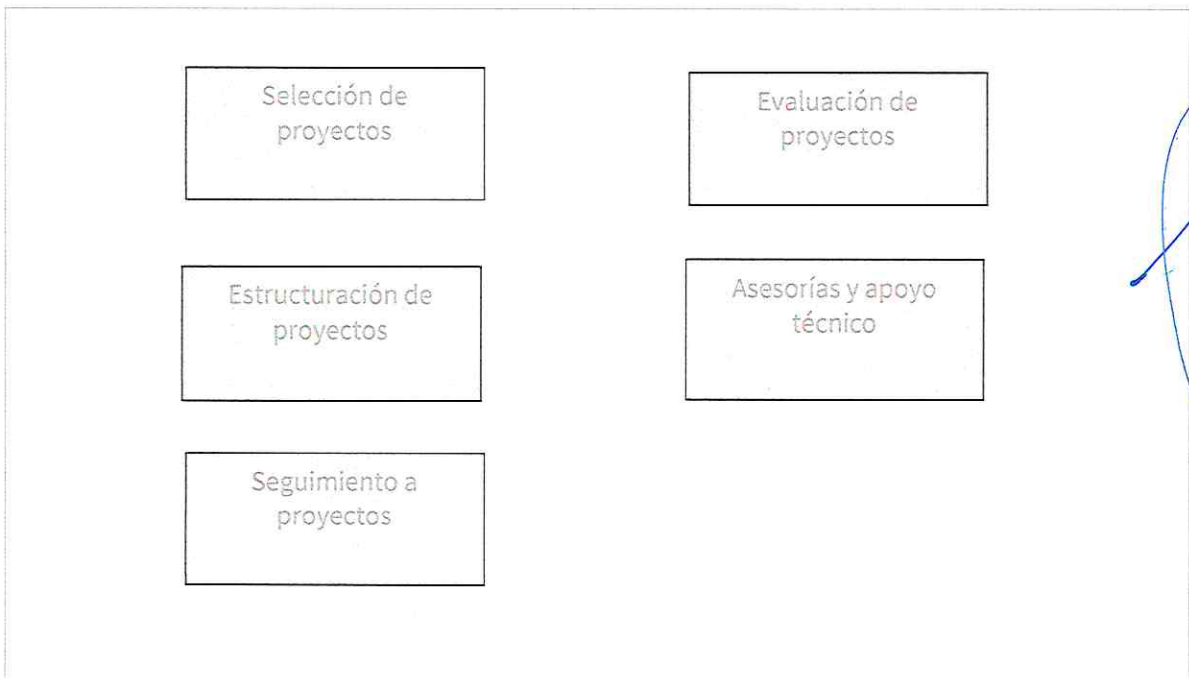 Selección de
proyectos
Evaluación de
proyectos
Estructuración de
proyectos
Asesorías y apoyo
técnico
Seguimiento a
proyectos